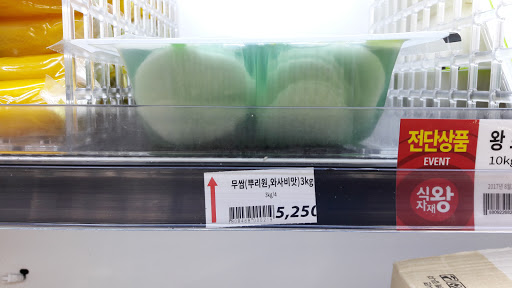 무쌈(뿌리원,와사비맛)3kg
3kg/4
5,250
전단상품
EVENT
식자재왕
왕
10kg